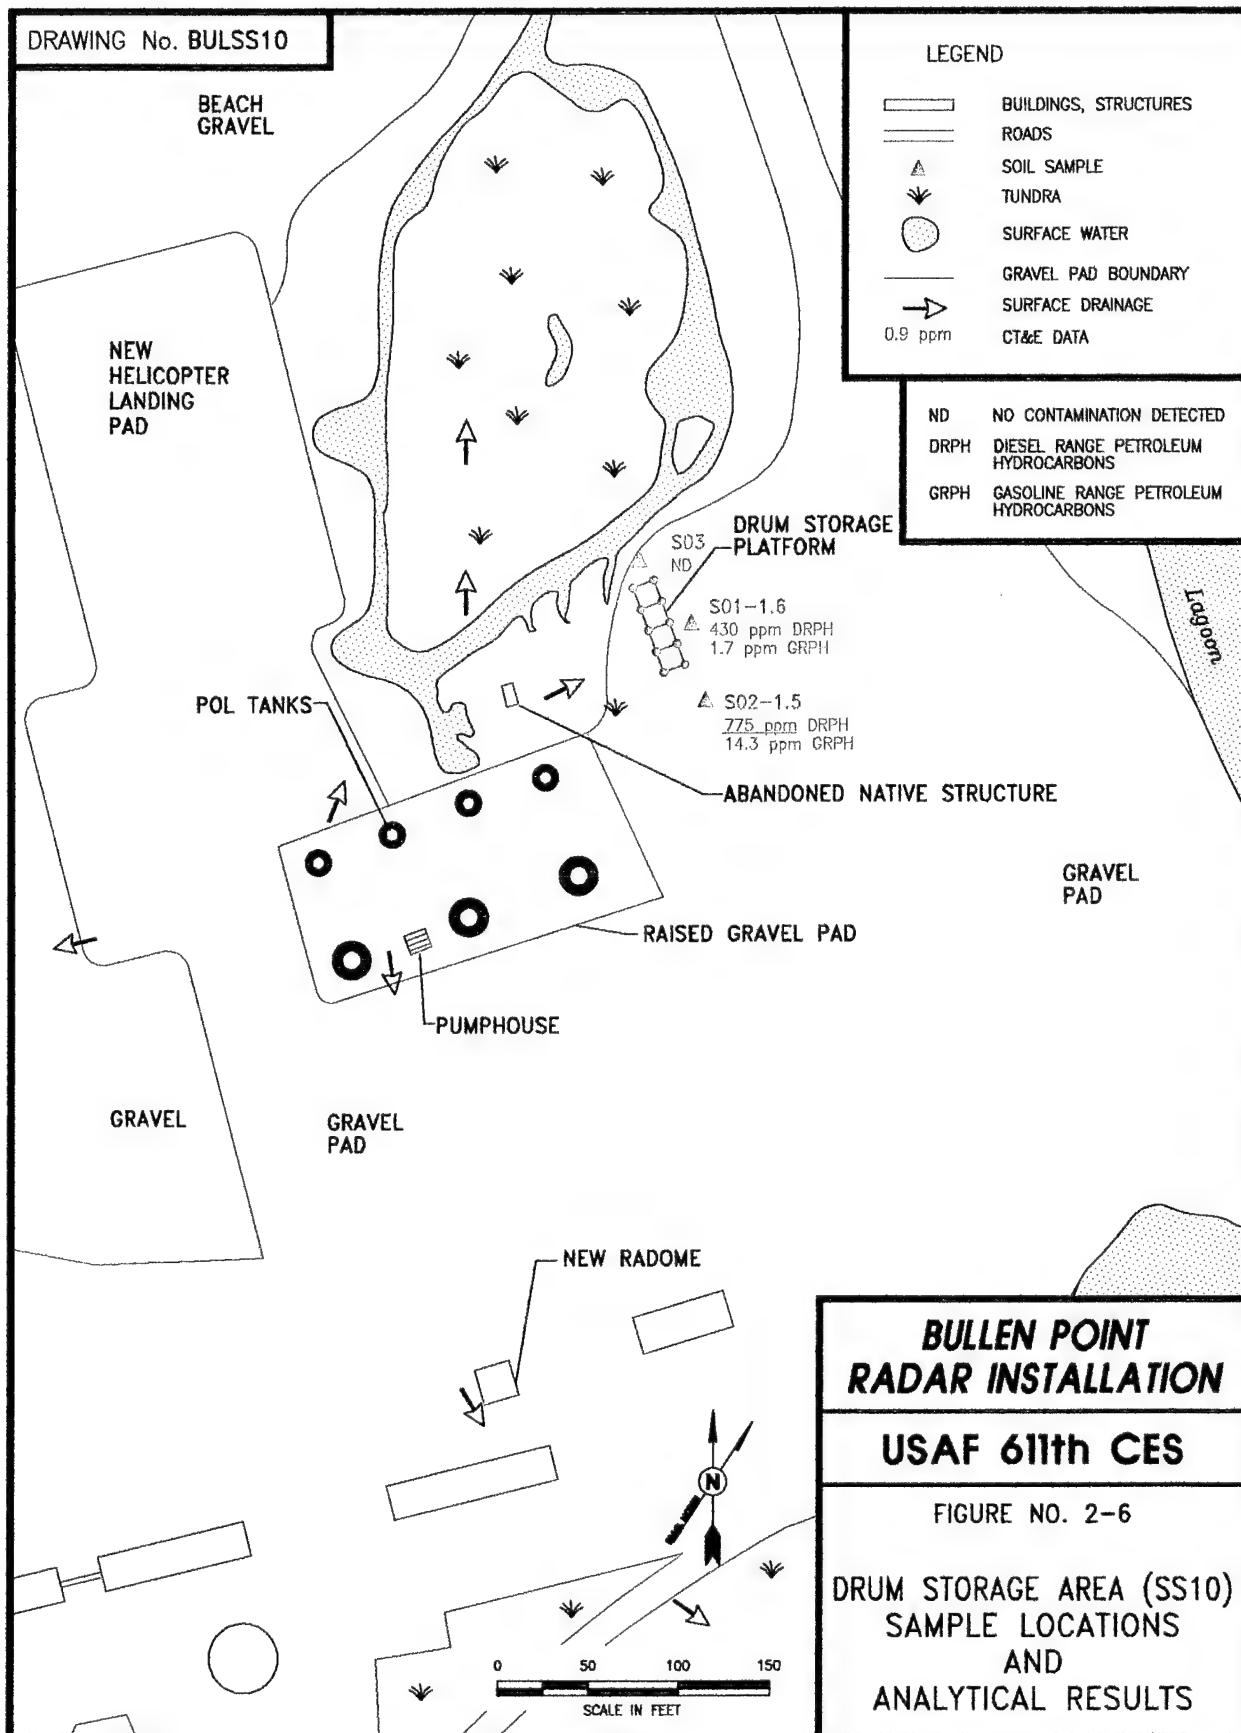 DRAWING No. BULSS10
BEACH
GRAVEL
LEGEND
BUILDINGS, STRUCTURES
ROADS
SOIL SAMPLE
TUNDRA
SURFACE WATER
GRAVEL PAD BOUNDARY
SURFACE DRAINAGE
0.9 ppm CT&E DATA
ND NO CONTAMINATION DETECTED
DRPH DIESEL RANGE PETROLEUM
HYDROCARBONS
GRPH GASOLINE RANGE PETROLEUM
HYDROCARBONS
NEW
HELICOPTER
LANDING
PAD
DRUM STORAGE
PLATFORM
S03
ND
S01-1.6
430 ppm DRPH
1.7 ppm GRPH
S02-1.5
775 ppm DRPH
14.3 ppm GRPH
Lagoon
POL TANKS
ABANDONED NATIVE STRUCTURE
GRAVEL
PAD
RAISED GRAVEL PAD
PUMPHOUSE
GRAVEL
GRAVEL
PAD
NEW RADOME
N
0 50 100 150
SCALE IN FEET
BULLEN POINT
RADAR INSTALLATION
USAF 611th CES
FIGURE NO. 2-6
DRUM STORAGE AREA (SS10)
SAMPLE LOCATIONS
AND
ANALYTICAL RESULTS